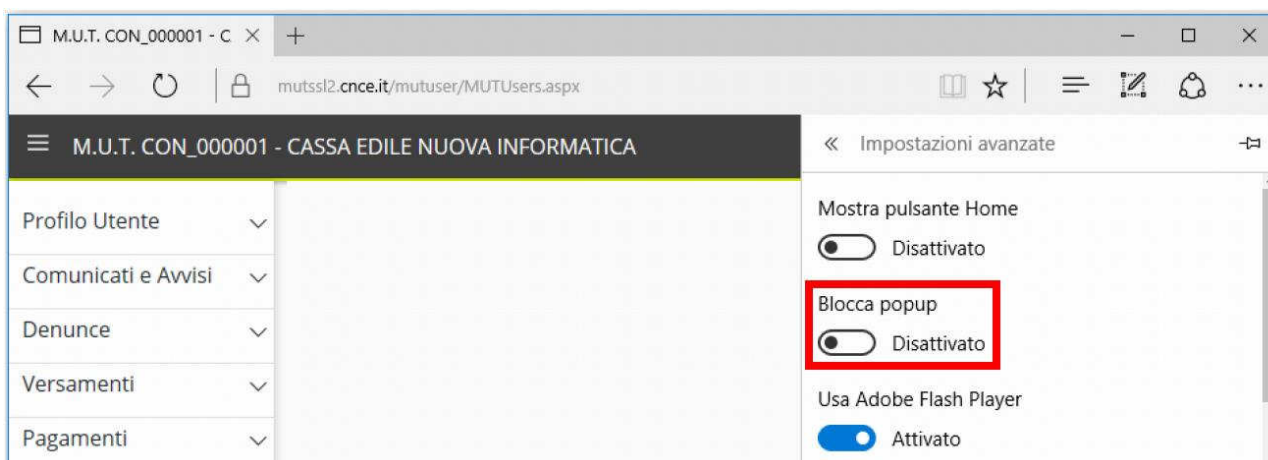 M.U.T. CON_000001 - C
mutssl2.cnce.it/mutuser/MUTUsers.aspx
M.U.T. CON_000001 - CASSA EDILE NUOVA INFORMATICA
Impostazioni avanzate
Profilo Utente
Comunicati e Avvisi
Denunce
Versamenti
Pagamenti
Mostra pulsante Home
Disattivato
Blocca popup
Disattivato
Usa Adobe Flash Player
Attivato